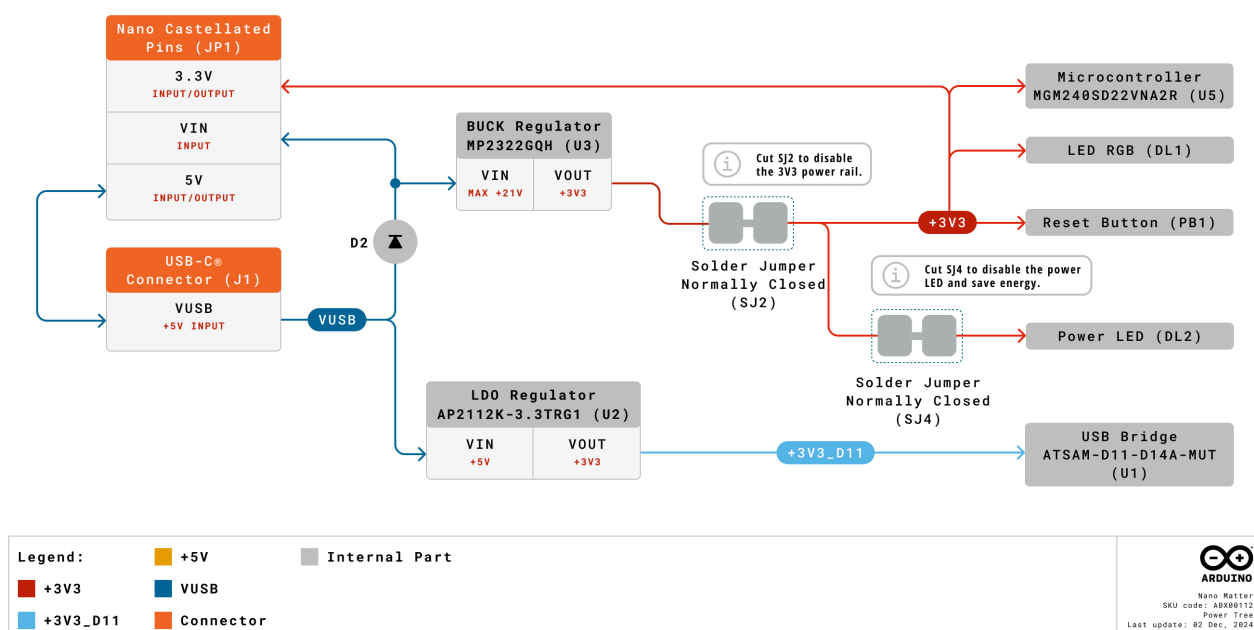 Nano Castellated
Pins (JP1)
3.3V
INPUT/OUTPUT
VIN
INPUT
5V
INPUT/OUTPUT
USB-C®
Connector (J1)
VUSB
+5V INPUT
VUSB
D2
BUCK Regulator
MP2322GQH (U3)
VIN
MAX +21V
VOUT
+3V3
Cut SJ2 to disable
the 3V3 power rail.
Solder Jumper
Normally Closed
(SJ2)
+3V3
Microcontroller
MGM240SD22VNA2R (U5)
LED RGB (DL1)
Reset Button (PB1)
Cut SJ4 to disable the power
LED and save energy.
Solder Jumper
Normally Closed
(SJ4)
Power LED (DL2)
LDO Regulator
AP2112K-3.3TRG1 (U2)
VIN
+5V
VOUT
+3V3
+3V3_D11
USB Bridge
ATSAM-D11-D14A-MUT
(U1)
Legend:
+3V3
+3V3_D11
+5V
VUSB
Connector
Internal Part
ARDUINO
Nano Matter
SKU code: ABX00112
Power Tree
Last update: 02 Dec, 2024